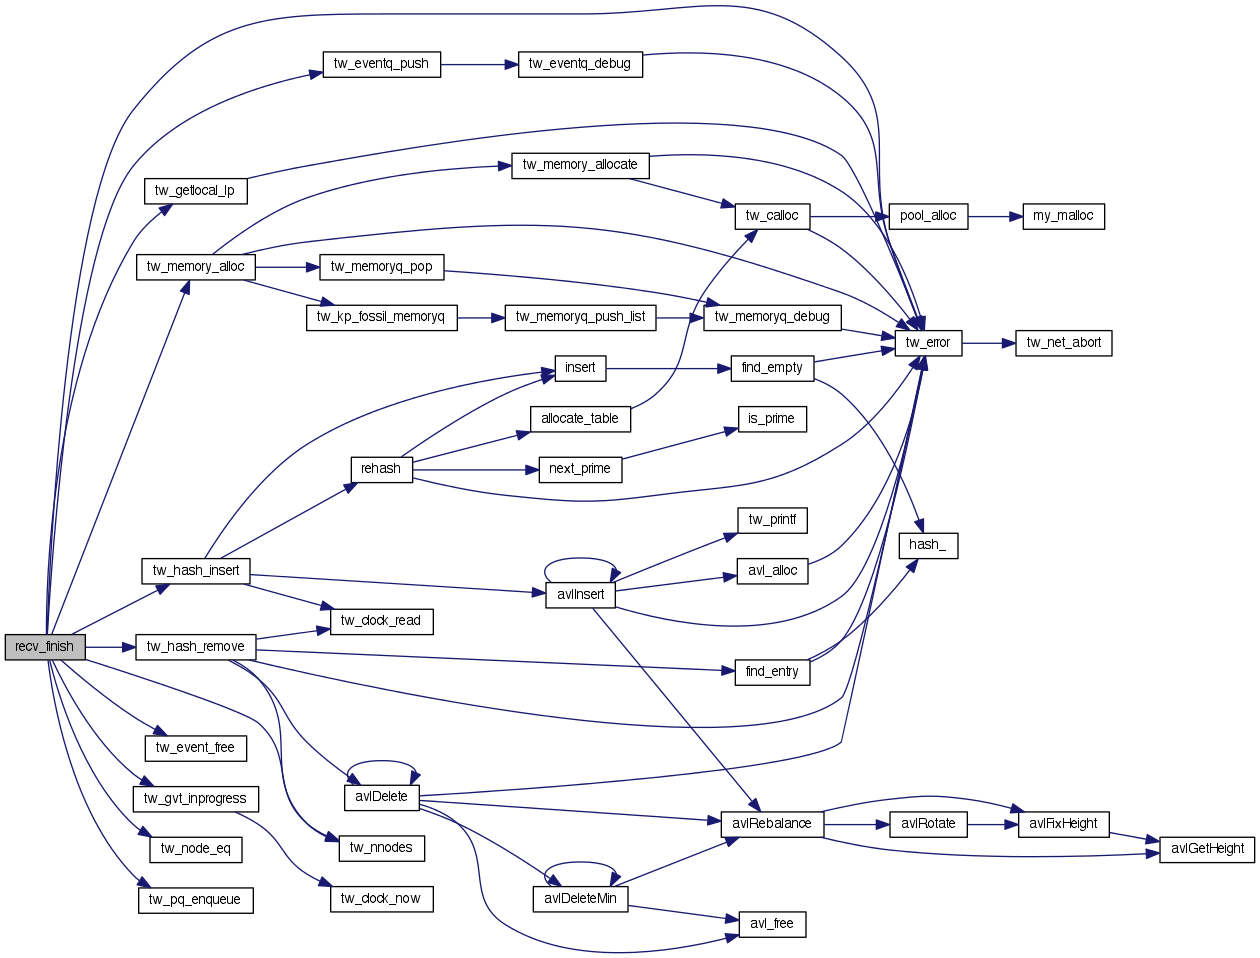 tw_eventq_push
tw_eventq_debug
tw_memory_allocate
tw_getlocal_lp
tw_calloc
pool_alloc
my_malloc
tw_memory_alloc
tw_memoryq_pop
tw_kp_fossil_memoryq
tw_memoryq_push_list
tw_memoryq_debug
tw_error
tw_net_abort
insert
find_empty
allocate_table
is_prime
rehash
next_prime
tw_printf
hash_
tw_hash_insert
avl_alloc
avlInsert
tw_clock_read
recv_finish
tw_hash_remove
find_entry
tw_event_free
tw_gvt_inprogress
avlDelete
avlRebalance
avlRotate
avlFixHeight
tw_node_eq
tw_nnodes
avlGetHeight
tw_pq_enqueue
tw_clock_now
avlDeleteMin
avl_free